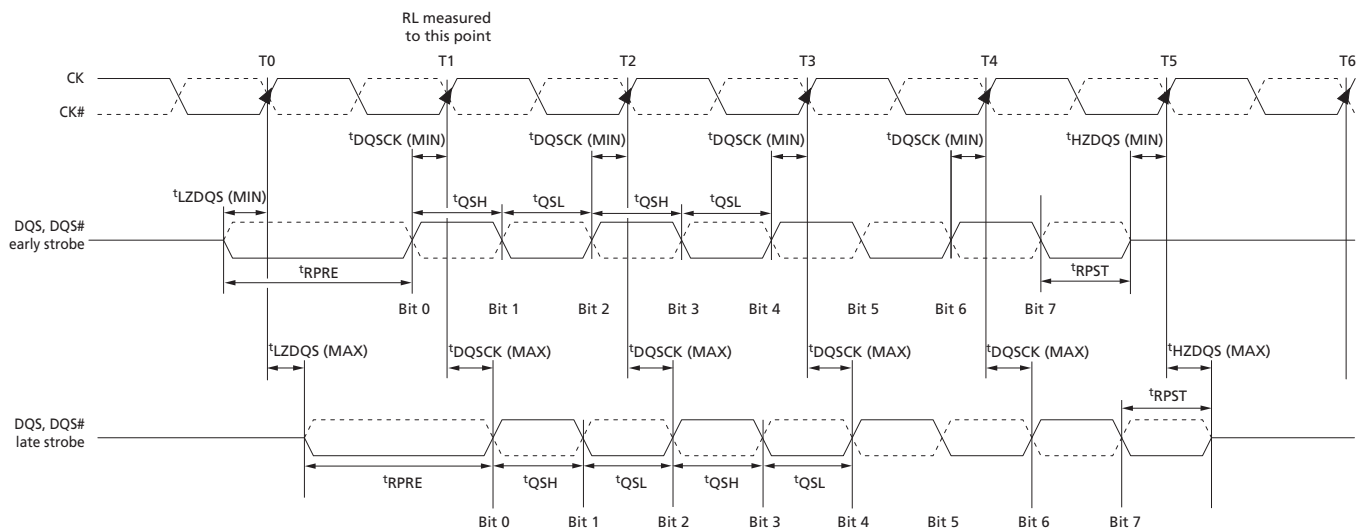 RL measured
to this point
T0 T1 T2 T3 T4 T5 T6
CK
CK#
tDQSCK (MIN) tDQSCK (MIN) tDQSCK (MIN) tDQSCK (MIN) tHZDQS (MIN)
tLZDQS (MIN)
tQSH tQSL tQSH tQSL
DQS, DQS#
early strobe
tRPRE tRPST
Bit 0 Bit 1 Bit 2 Bit 3 Bit 4 Bit 5 Bit 6 Bit 7
tLZDQS (MAX) tDQSCK (MAX) tDQSCK (MAX) tDQSCK (MAX) tDQSCK (MAX) tHZDQS (MAX)
tRPST
DQS, DQS#
late strobe
tRPRE tQSH tQSL tQSH tQSL
Bit 0 Bit 1 Bit 2 Bit 3 Bit 4 Bit 5 Bit 6 Bit 7